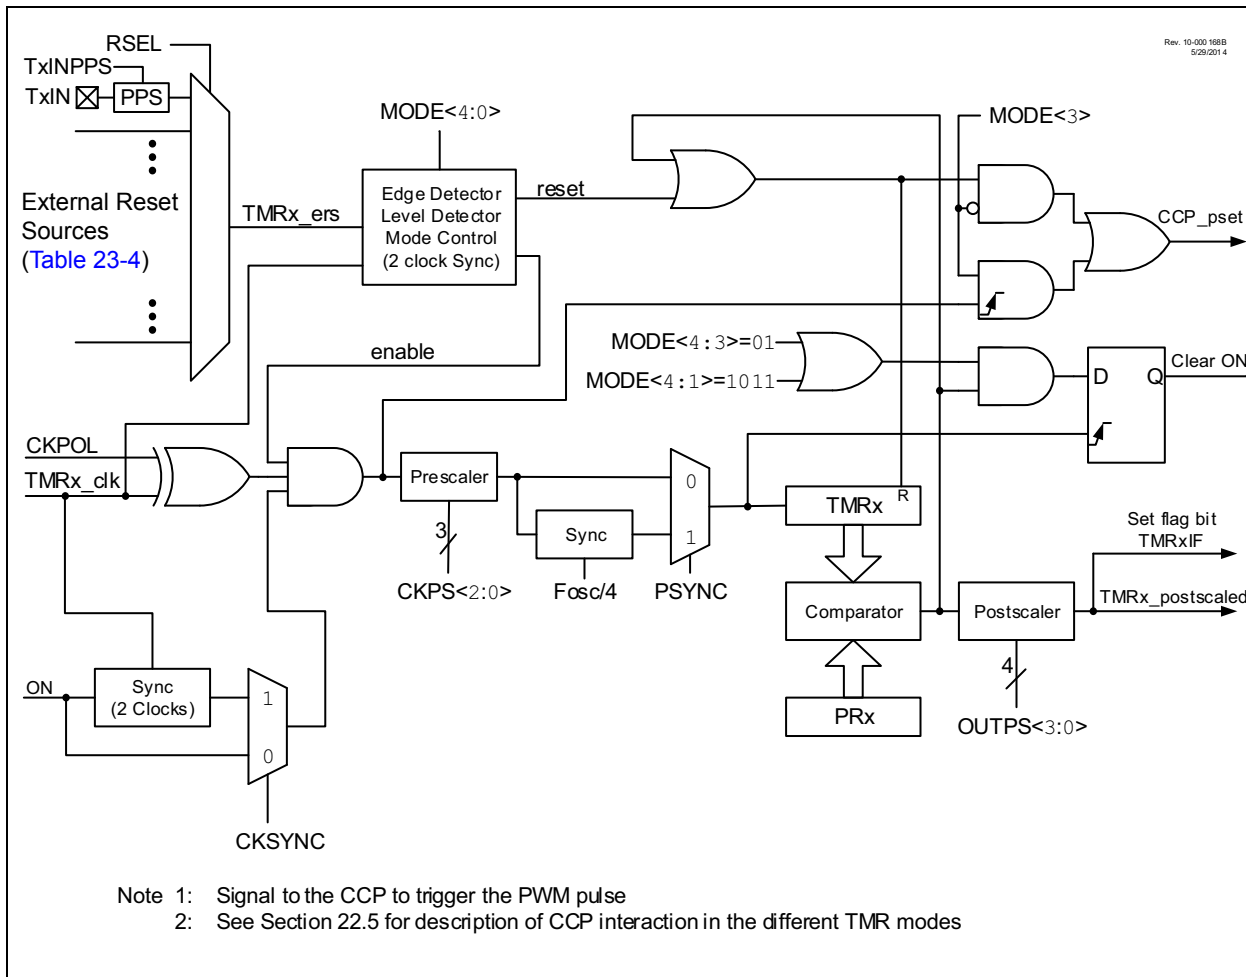 Rev. 10-000 168B
5/29/201 4
RSEL
TxINPPS
TxIN
PPS
MODE<4:0>
MODE<3>
External Reset
Sources
(Table 23-4)
TMRx_ers
Edge Detector
Level Detector
Mode Control
(2 clock Sync)
reset
CCP_pset
enable
MODE<4:3>=01
MODE<4:1>=1011
D
Q
Clear ON
CKPOL
TMRx_clk
Prescaler
0
1
3
Sync
CKPS<2:0>
Fosc/4
PSYNC
TMRx
R
Set flag bit
TMRxIF
Comparator
Postscaler
TMRx_postscaled
4
PRx
OUTPS<3:0>
ON
Sync
(2 Clocks)
1
0
CKSYNC
Note 1: Signal to the CCP to trigger the PWM pulse
2: See Section 22.5 for description of CCP interaction in the different TMR modes